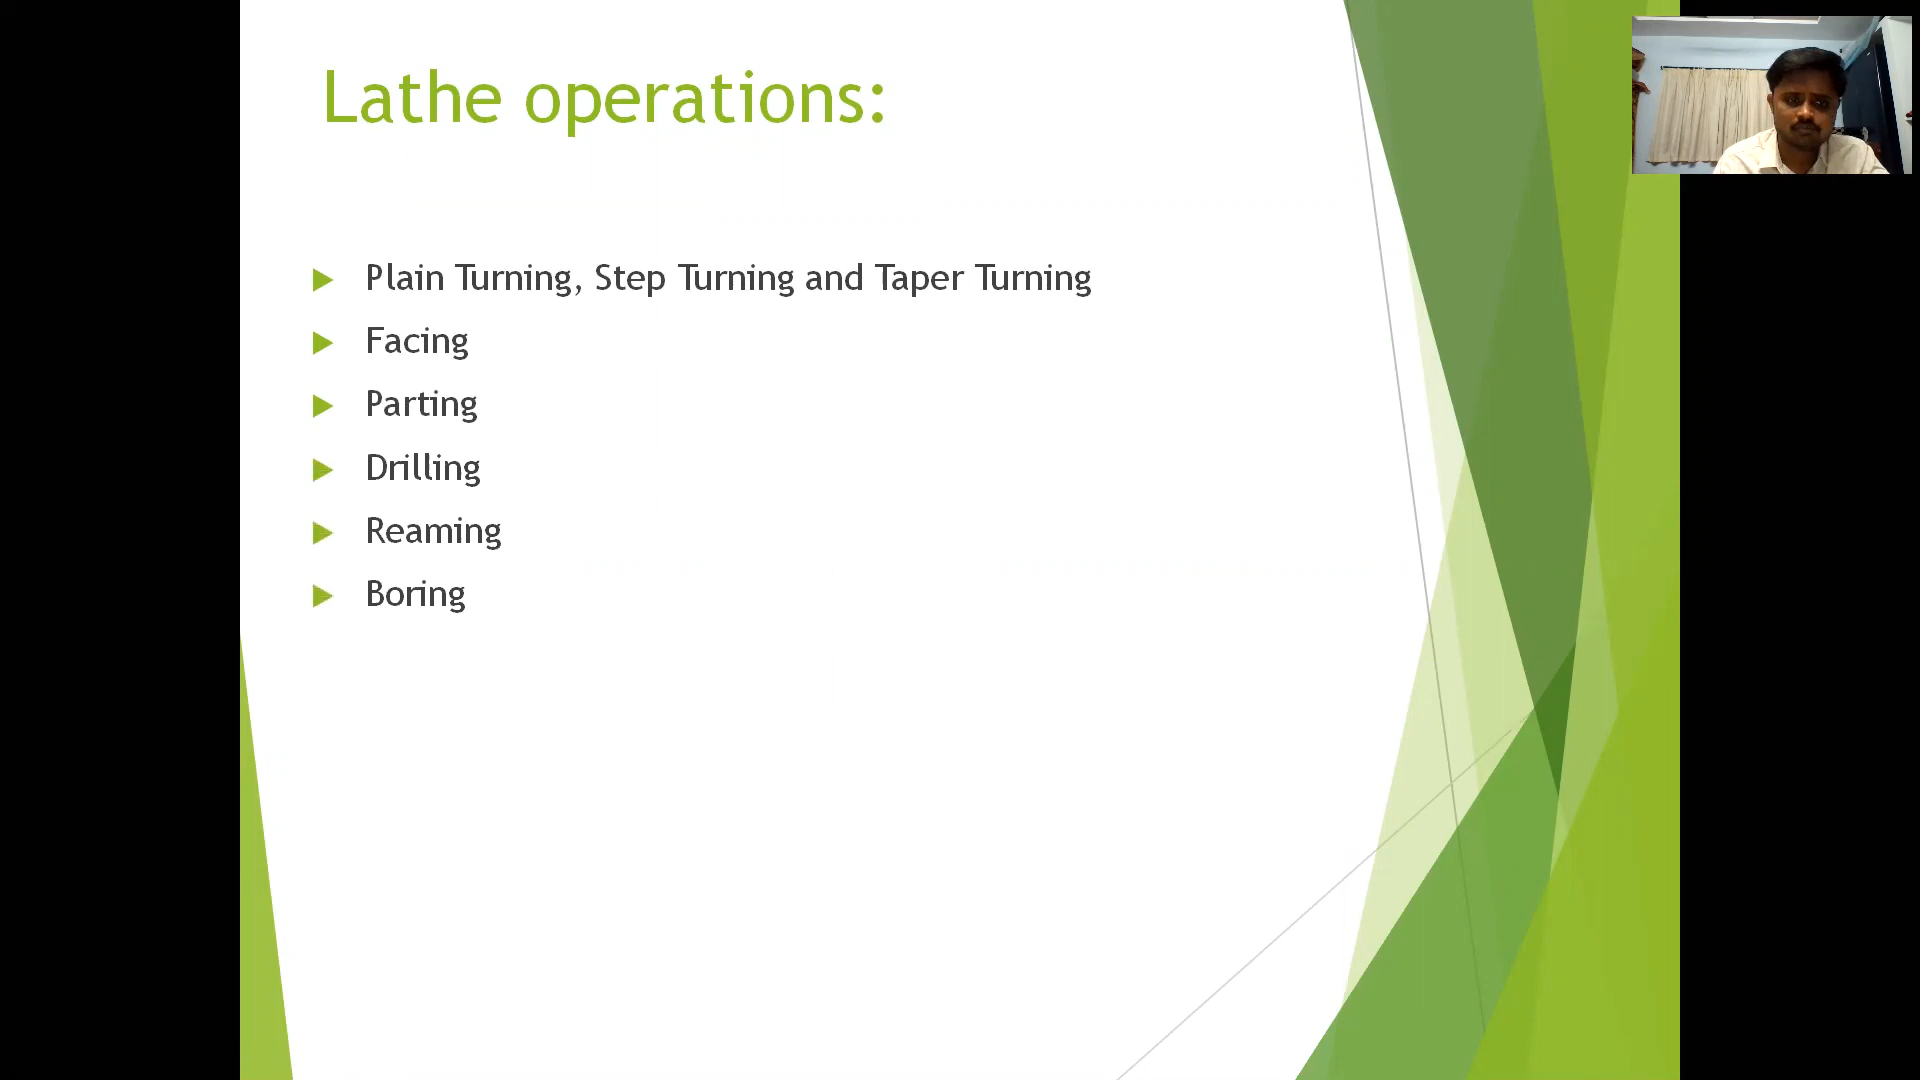 Lathe operations:
Plain Turning, Step Turning and Taper Turning
Facing
Parting
Drilling
Reaming
Boring